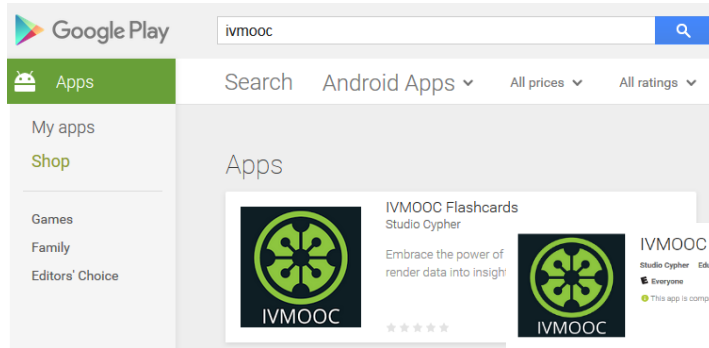 Google Play
ivmooc
Apps
Search Android Apps All prices All ratings
My apps
Shop
Games
Family
Editors' Choice
Apps
IVMOOC Flashcards
Studio Cypher
Embrace the power of
render data into insight
IVMOOC
IVMOOC
Studio Cypher
Everyone
This app is comp
IVMOOC